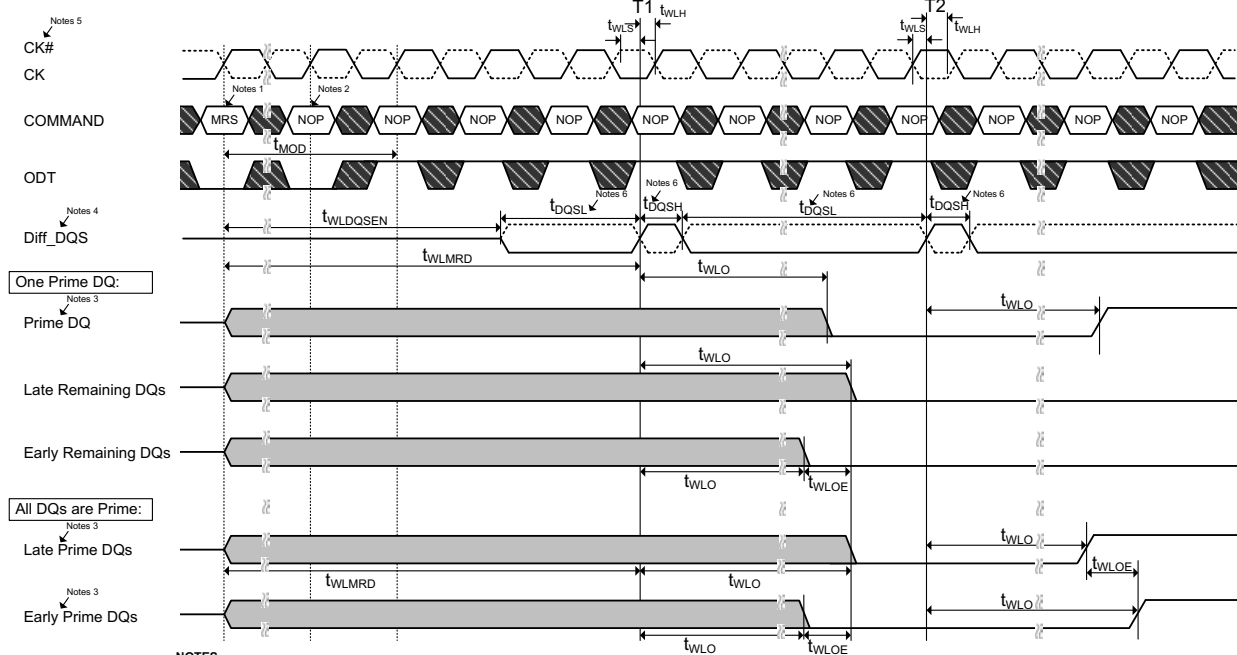 T1 T2
Notes 5
tWLS tWLH tWLS tWLH
CK#
CK
Notes 1 Notes 2
COMMAND MRS NOP NOP NOP NOP NOP NOP NOP NOP NOP NOP NOP
tMOD
ODT
Notes 6 Notes 6 Notes 6 Notes 6
tDQSL tDQSH tDQSL tDQSH
Notes 4
tWLDQSEN
Diff_DQS
tWLMRD
tWLO
One Prime DQ:
Notes 3
tWLO
Prime DQ
tWLO
Late Remaining DQs
Early Remaining DQs
tWLO tWLOE
All DQs are Prime:
Notes 3
Late Prime DQs
tWLO
tWLOE
tWLMRD tWLO
Notes 3
tWLO
Early Prime DQs
tWLO tWLOE
NOTES